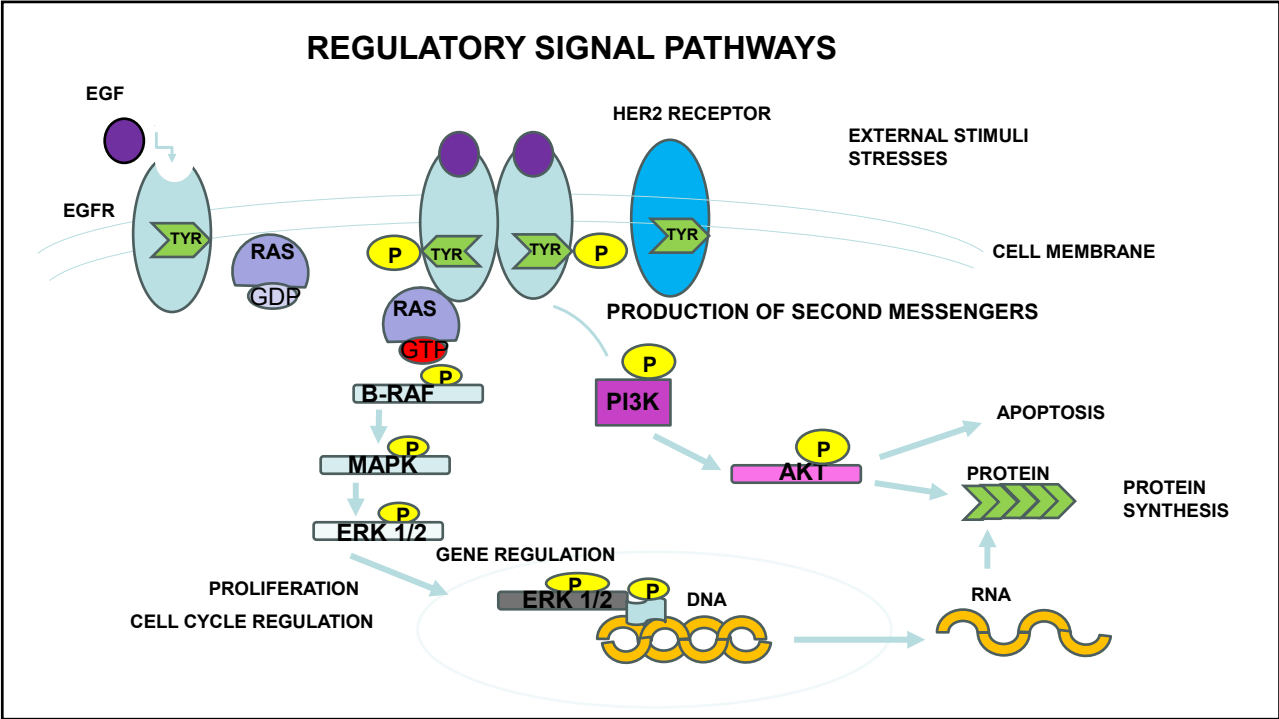 REGULATORY SIGNAL PATHWAYS
EGF
HER2 RECEPTOR
EXTERNAL STIMULI
STRESSES
EGFR
TYR
RAS
GDP
P
TYR
TYR
P
TYR
CELL MEMBRANE
RAS
GTP
PRODUCTION OF SECOND MESSENGERS
P
B-RAF
P
PI3K
P
MAPK
P
AKT
APOPTOSIS
PROTEIN
PROTEIN
SYNTHESIS
P
ERK 1/2
GENE REGULATION
PROLIFERATION
CELL CYCLE REGULATION
P
ERK 1/2
P
DNA
RNA